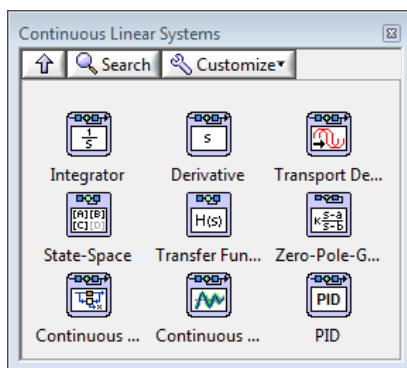 Continuous Linear Systems
Search Customize
1/s s
Integrator Derivative Transport De...
[A][B] [C][D] H(s) K s-a/s-b
State-Space Transfer Fun... Zero-Pole-G...
PID
Continuous ... Continuous ... PID